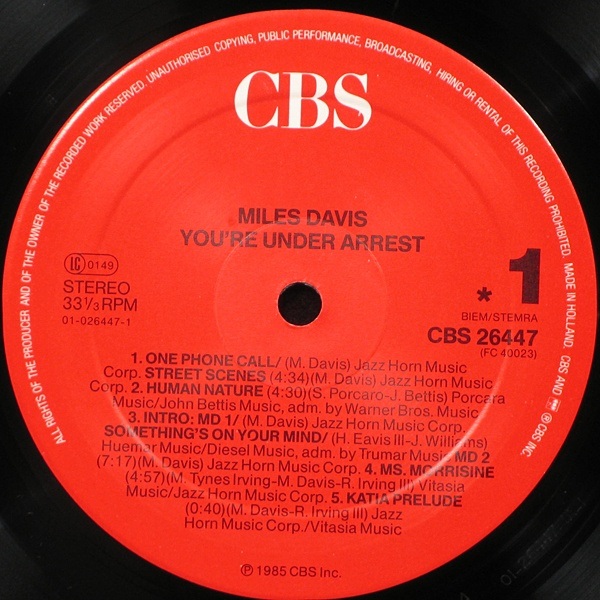 ALL RIGHTS OF THE PRODUCER AND OF THE OWNER OF THE RECORDED WORK RESERVED. UNAUTHORISED COPYING, PUBLIC PERFORMANCE, BROADCASTING, HIRING OR RENTAL OF THIS RECORDING PROHIBITED. MADE IN HOLLAND CBS AND ℗ CBS INC.
CBS
MILES DAVIS
YOU'RE UNDER ARREST
LC 0149
STEREO
33⅓ RPM
01-026447-1
* 1
BIEM/STEMRA
CBS 26447
(FC 40023)
1. ONE PHONE CALL/ (M. Davis) Jazz Horn Music
Corp. STREET SCENES (4:34)(M. Davis) Jazz Horn Music
Corp. 2. HUMAN NATURE (4:30)(S. Porcaro-J. Bettis) Porcara
Music/John Bettis Music, adm. by Warner Bros. Music
3. INTRO: MD 1/(M. Davis) Jazz Horn Music Corp.
SOMETHING'S ON YOUR MIND/ (H. Eavis III-J. Williams)
Huemar Music/Diesel Music, adm. by Trumar Music MD 2
(7:17)(M. Davis) Jazz Horn Music Corp. 4. MS. MORRISINE
(4:57)(M. Tynes Irving-M. Davis-R. Irving III) Vitasia
Music/Jazz Horn Music Corp. 5. KATIA PRELUDE
(0:40)(M. Davis-R. Irving III) Jazz
Horn Music Corp./Vitasia Music
℗ 1985 CBS Inc.